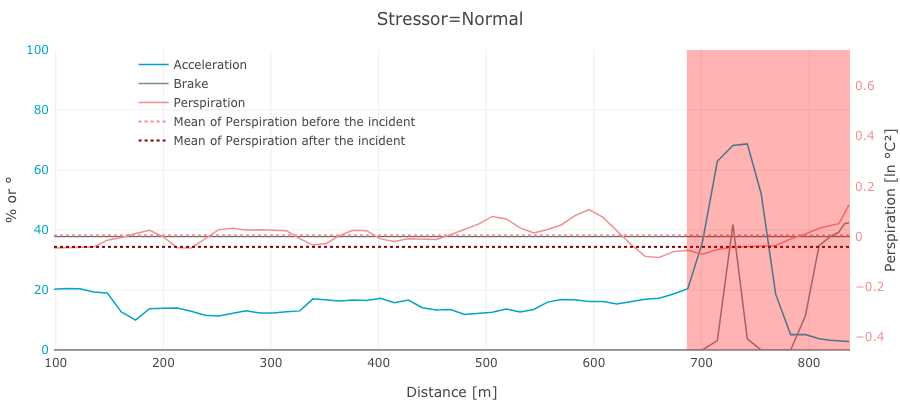 Stressor=Normal
Acceleration
Brake
Perspiration
Mean of Perspiration before the incident
Mean of Perspiration after the incident
% or °
100
80
60
40
20
0
100
200
300
400
500
600
700
800
Distance [m]
0.6
0.4
0.2
0
−0.2
−0.4
Perspiration [ln °C²]